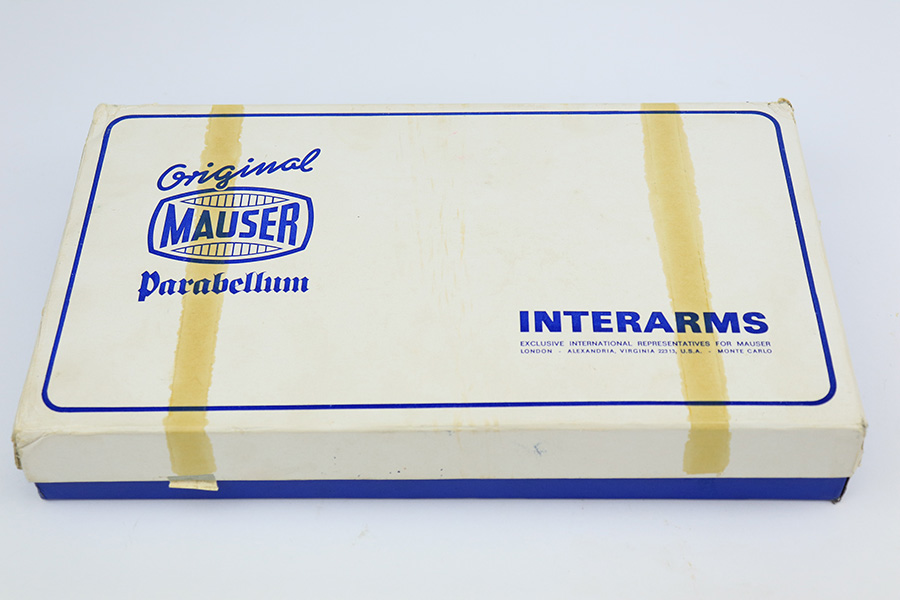 Original
MAUSER
Parabellum
INTERARMS
EXCLUSIVE INTERNATIONAL REPRESENTATIVES FOR MAUSER
LONDON - ALEXANDRIA, VIRGINIA 22313, U.S.A. - MONTE CARLO